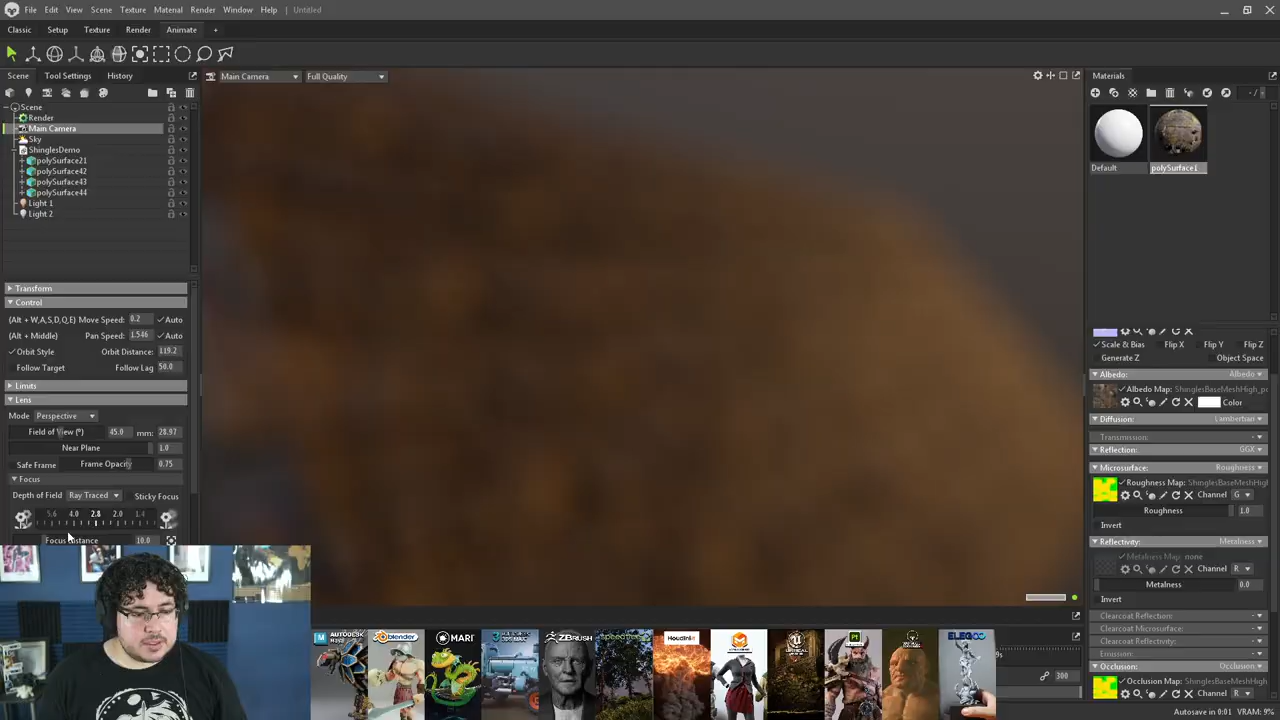 File Edit View Scene Texture Material Render Window Help Untitled
Classic Setup Texture Render Animate +
Scene Tool Settings History
Main Camera Full Quality
Materials
Scene
Render
Main Camera
Sky
ShinglesDemo
polySurface21
polySurface42
polySurface43
polySurface44
Light 1
Light 2
Default polySurface1
Transform
Control
(Alt + W,A,S,D,Q,E) Move Speed: 0.2 Auto
(Alt + Middle) Pan Speed: 1.546 Auto
Orbit Style Orbit Distance: 119.2
Follow Target Follow Lag 50.0
Limits
Lens
Mode Perspective
Field of View (°) 45.0 mm: 28.97
Near Plane 1.0
Safe Frame Frame Opacity 0.75
Focus
Depth of Field Ray Traced Sticky Focus
5.6 4.0 2.8 2.0 1.4
Focus Distance 10.0
Scale & Bias Flip X Flip Y Flip Z
Generate Z Object Space
Albedo: Albedo
Albedo Map: ShinglesBaseMeshHigh_po
Color
Diffusion: Lambertian
Transmission:
Reflection: GGX
Microsurface: Roughness
Roughness Map: ShinglesBaseMeshHigh
Channel G
Roughness 1.0
Invert
Reflectivity: Metalness
Metalness Map: none
Channel R
Metalness 0.0
Invert
Clearcoat Reflection:
Clearcoat Microsurface:
Clearcoat Reflectivity:
Emission:
Occlusion: Occlusion
Occlusion Map: ShinglesBaseMeshHigh
Channel R
300
AUTODESK
blender
MARI
ZBRUSH
Houdini
ELEGOO
Autosave in 0:01 VRAM: 9%